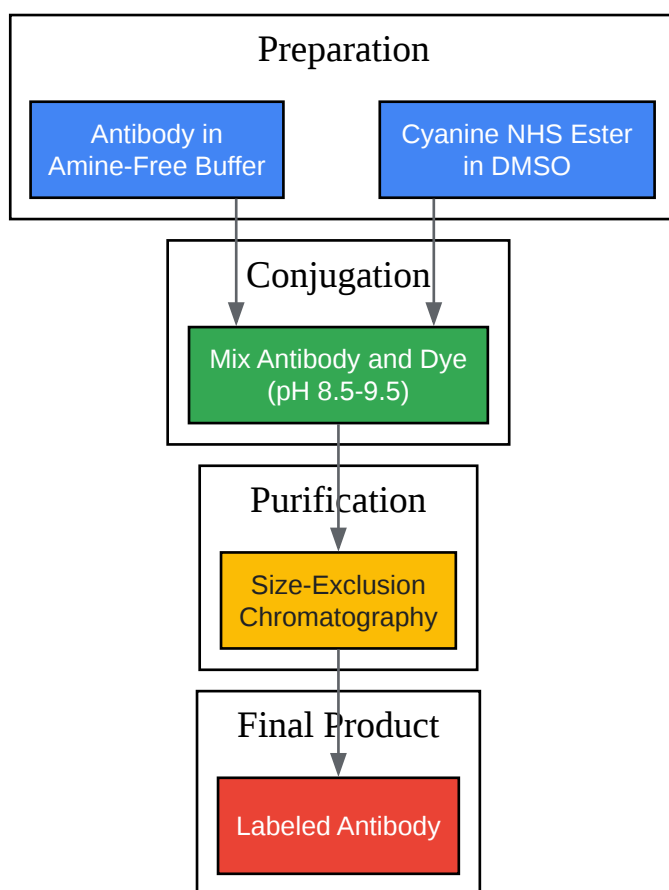 Preparation
Antibody in
Amine-Free Buffer
Cyanine NHS Ester
in DMSO
Conjugation
Mix Antibody and Dye
(pH 8.5-9.5)
Purification
Size-Exclusion
Chromatography
Final Product
Labeled Antibody